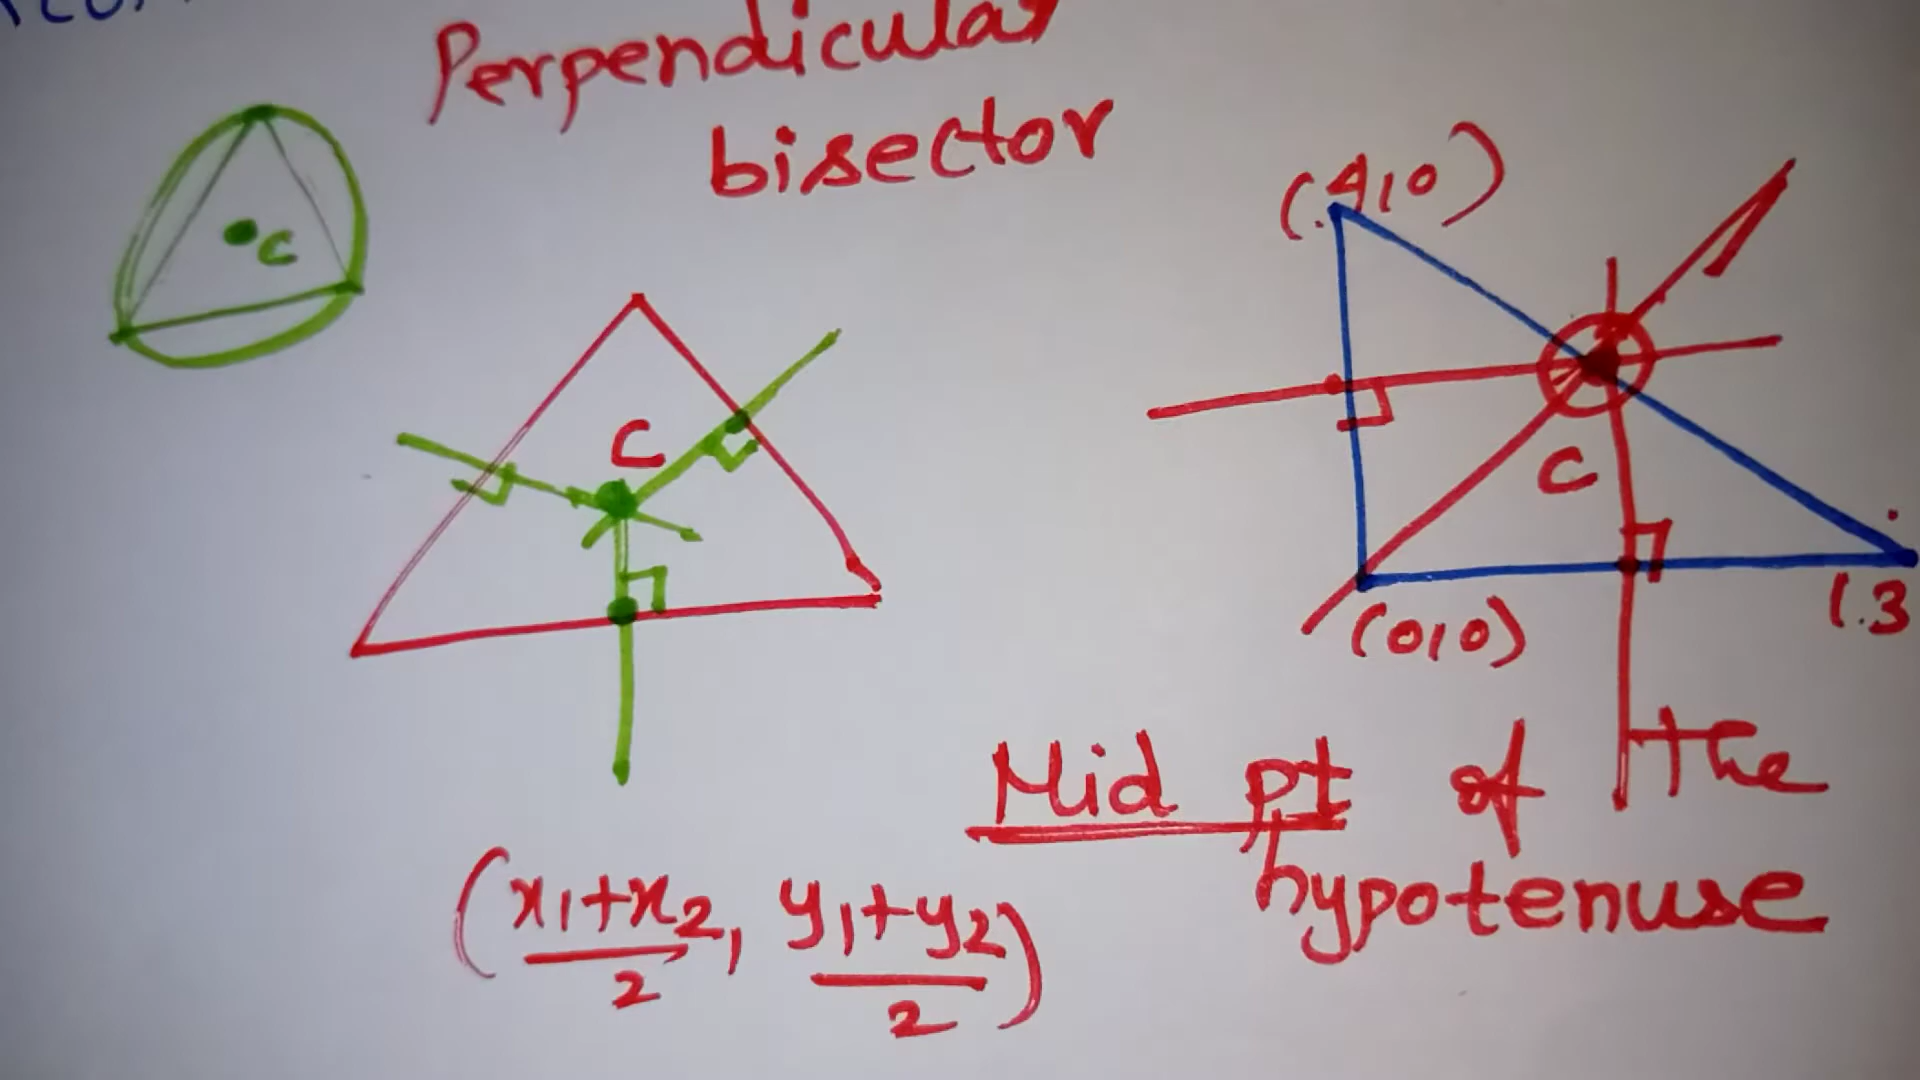 Perpendicular
bisector
C
(.4,0)
C
C
(0,0)
(.3
Mid pt of the
hypotenuse
(x₁+x₂/2, y₁+y₂/2)